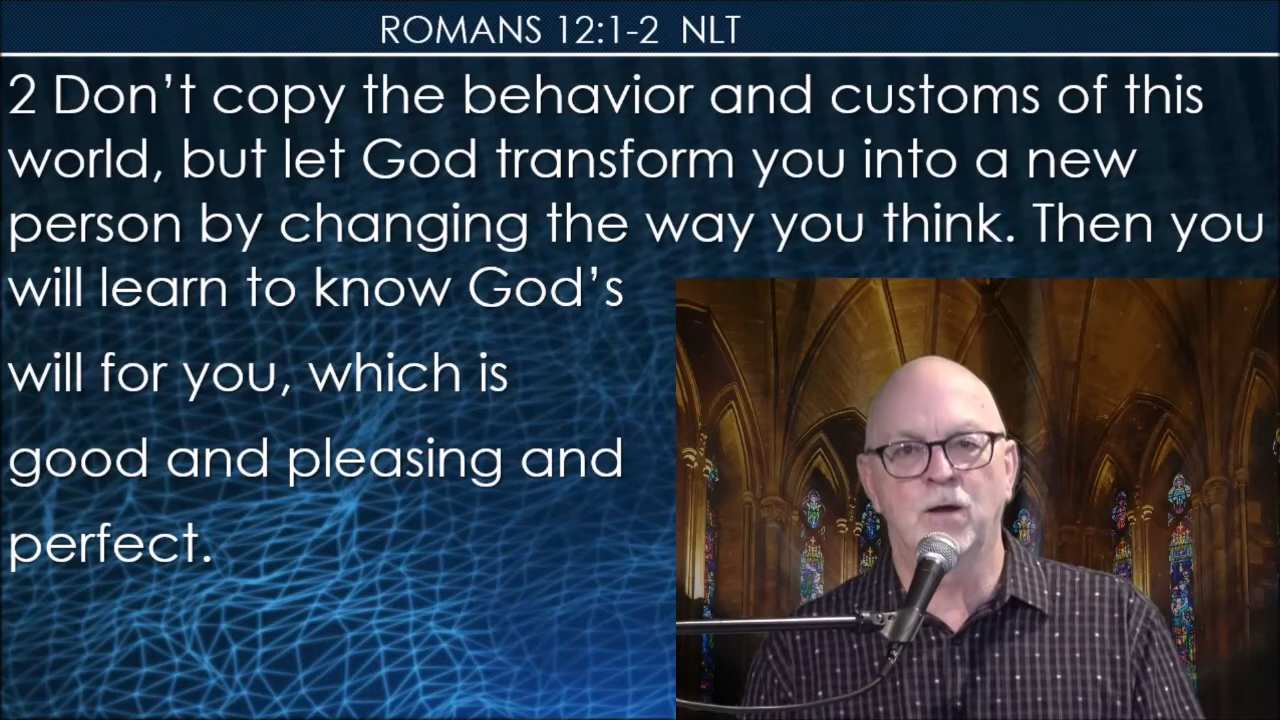 ROMANS 12:1-2 NLT
2 Don’t copy the behavior and customs of this
world, but let God transform you into a new
person by changing the way you think. Then you
will learn to know God’s
will for you, which is
good and pleasing and
perfect.